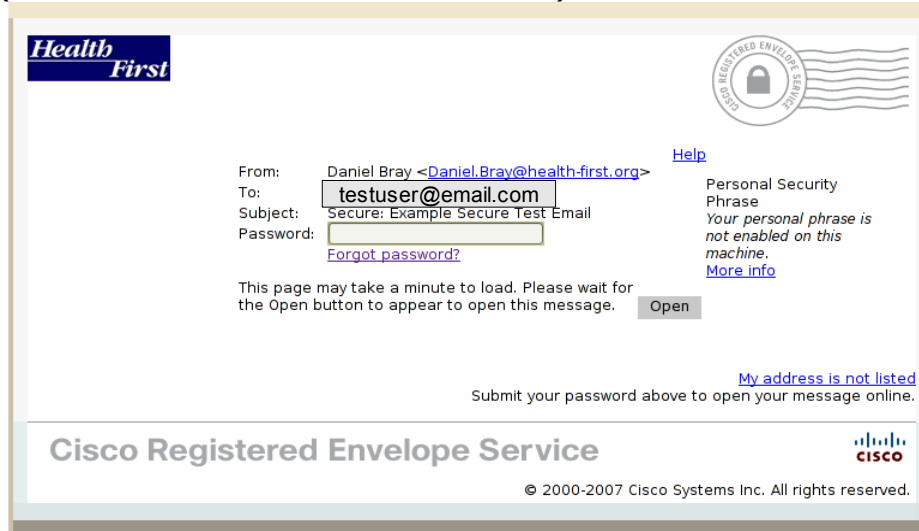 Health
First
CISCO REGISTERED ENVELOPE SERVICE
Help
From: Daniel Bray <Daniel.Bray@health-first.org>
To: testuser@email.com
Subject: Secure: Example Secure Test Email
Password:
Forgot password?
Personal Security
Phrase
Your personal phrase is
not enabled on this
machine.
More info
This page may take a minute to load. Please wait for
the Open button to appear to open this message.
Open
My address is not listed
Submit your password above to open your message online.
Cisco Registered Envelope Service
CISCO
© 2000-2007 Cisco Systems Inc. All rights reserved.